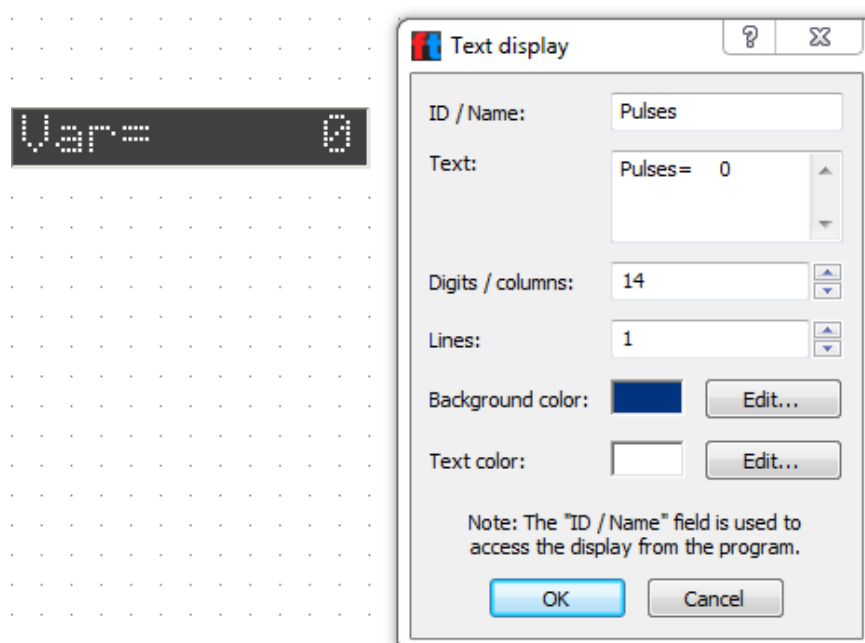 Var=        0
ft Text display ?
ID / Name: Pulses
Text: Pulses=    0
Digits / columns: 14
Lines: 1
Background color: Edit...
Text color: Edit...
Note: The "ID / Name" field is used to
access the display from the program.
OK Cancel